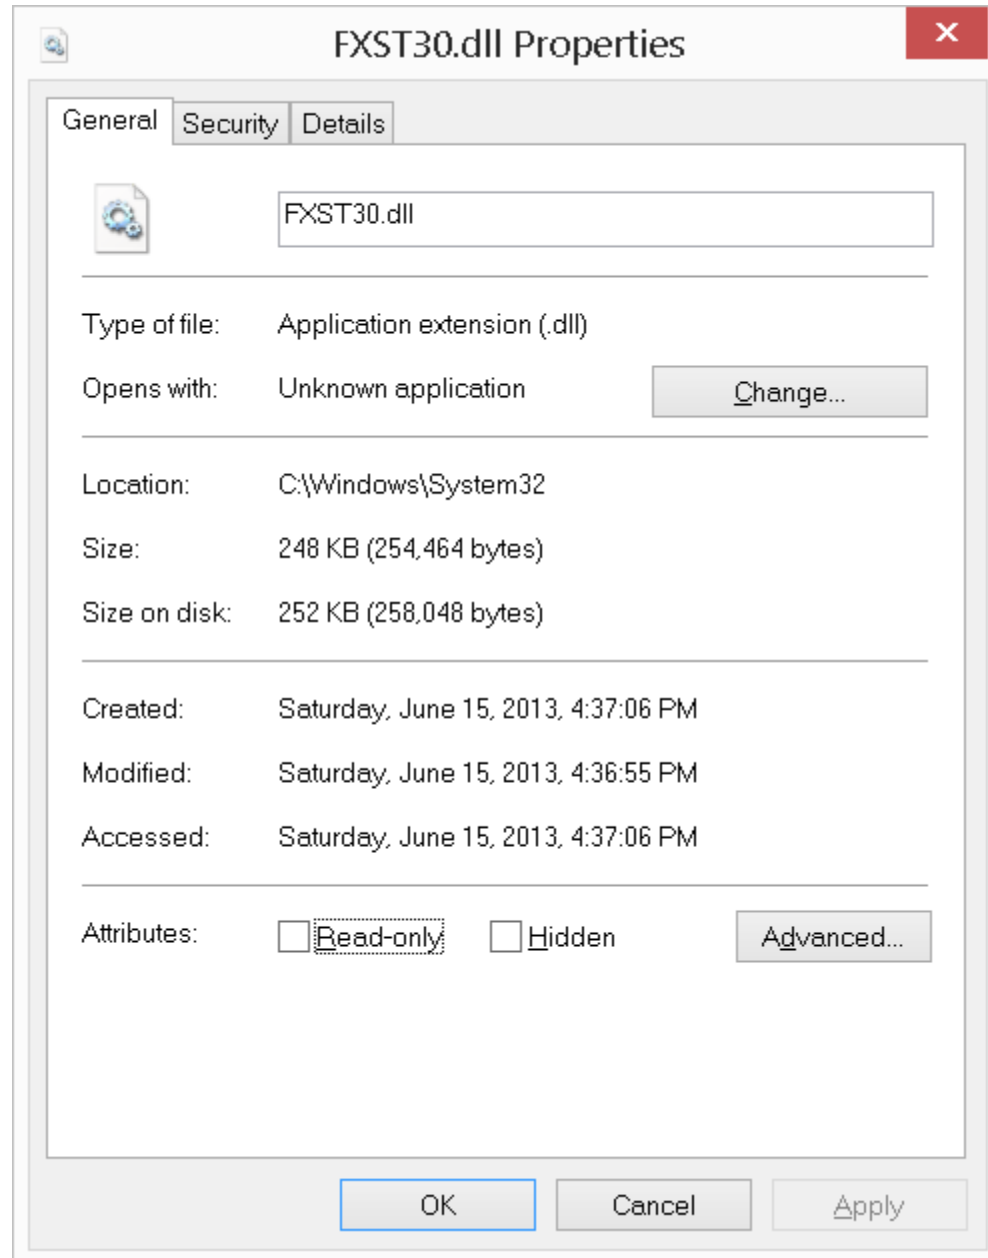 FXST30.dll Properties
General Security Details
FXST30.dll
Type of file: Application extension (.dll)
Opens with: Unknown application Change...
Location: C:\Windows\System32
Size: 248 KB (254,464 bytes)
Size on disk: 252 KB (258,048 bytes)
Created: Saturday, June 15, 2013, 4:37:06 PM
Modified: Saturday, June 15, 2013, 4:36:55 PM
Accessed: Saturday, June 15, 2013, 4:37:06 PM
Attributes: Read-only Hidden Advanced...
OK Cancel Apply